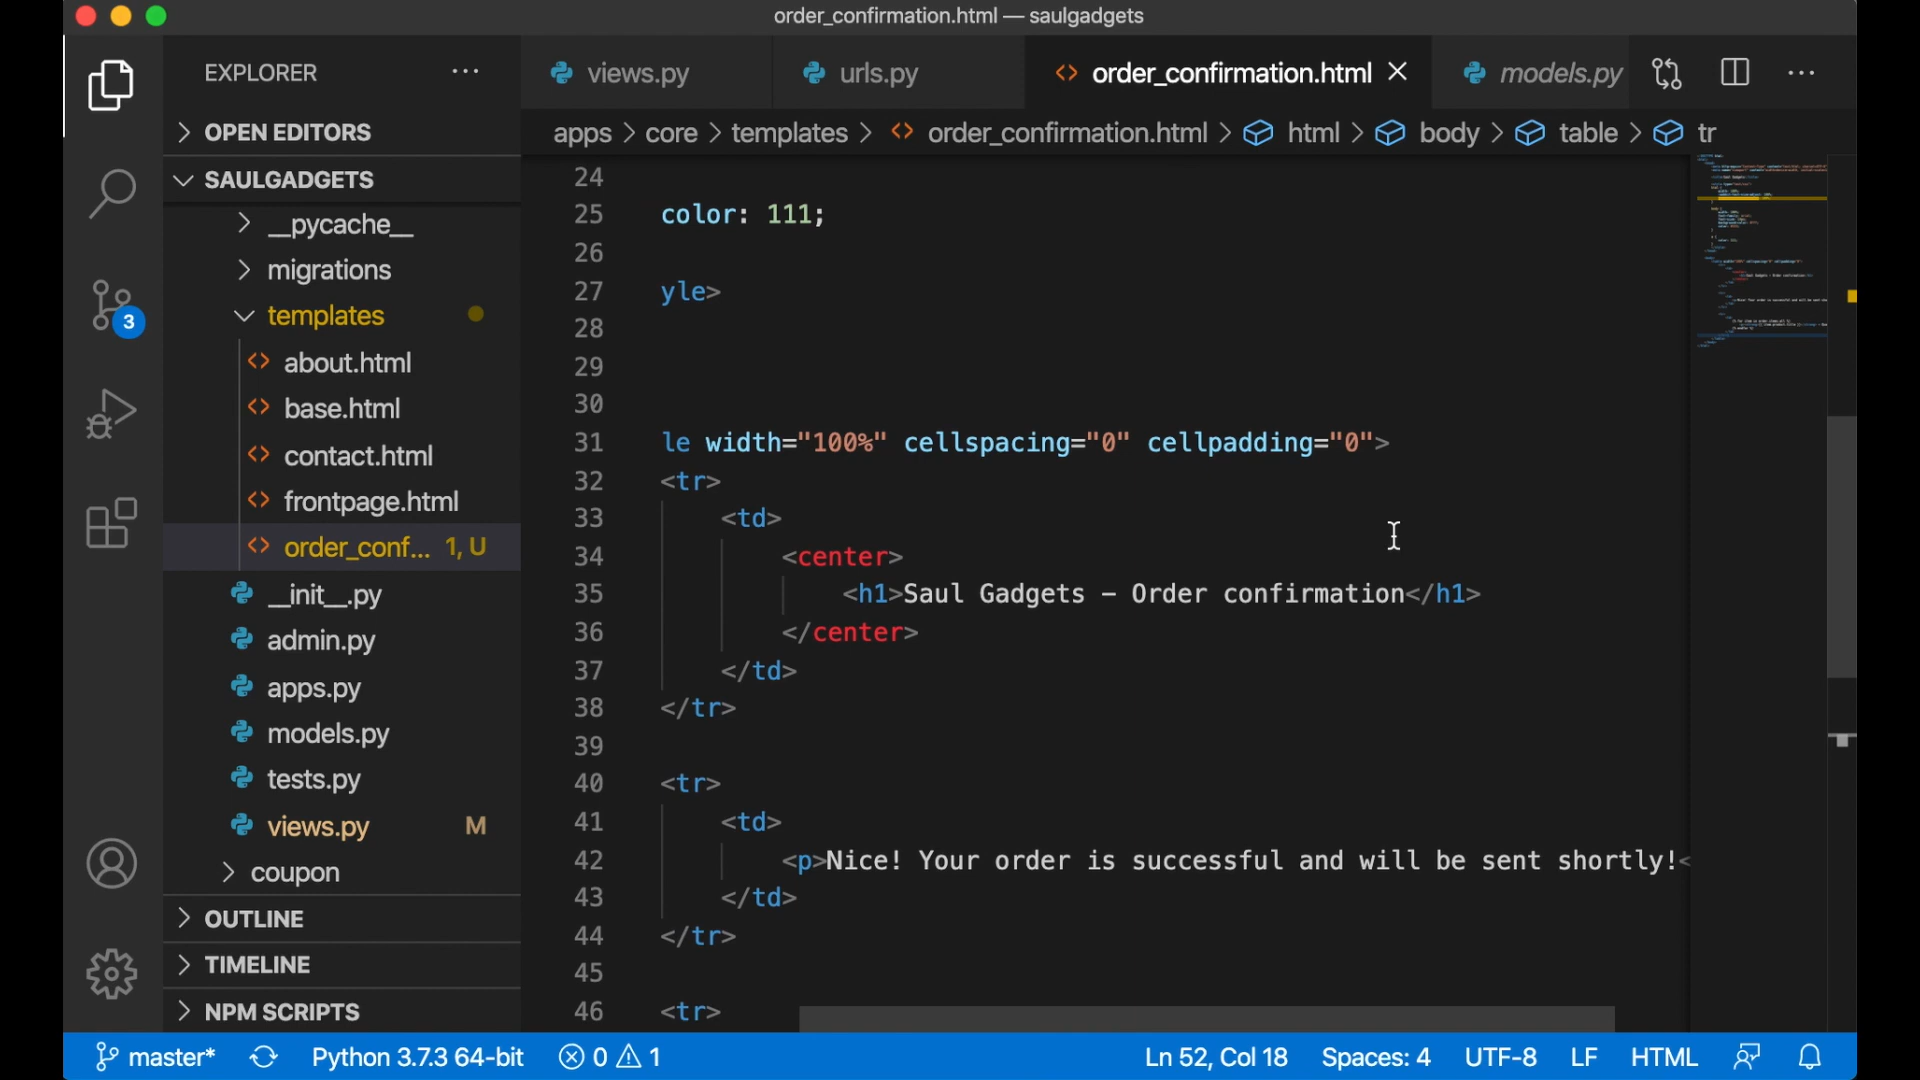 order_confirmation.html — saulgadgets
EXPLORER
OPEN EDITORS
SAULGADGETS
__pycache__
migrations
templates
about.html
base.html
contact.html
frontpage.html
order_conf... 1, U
__init__.py
admin.py
apps.py
models.py
tests.py
views.py M
coupon
OUTLINE
TIMELINE
NPM SCRIPTS
3
views.py
urls.py
order_confirmation.html
models.py
apps > core > templates > order_confirmation.html > html > body > table > tr
24
25 color: 111;
26
27 yle>
28
29
30
31 le width="100%" cellspacing="0" cellpadding="0">
32 <tr>
33 <td>
34 <center>
35 <h1>Saul Gadgets – Order confirmation</h1>
36 </center>
37 </td>
38 </tr>
39
40 <tr>
41 <td>
42 <p>Nice! Your order is successful and will be sent shortly!<
43 </td>
44 </tr>
45
46 <tr>
master* Python 3.7.3 64-bit 0 1 Ln 52, Col 18 Spaces: 4 UTF-8 LF HTML